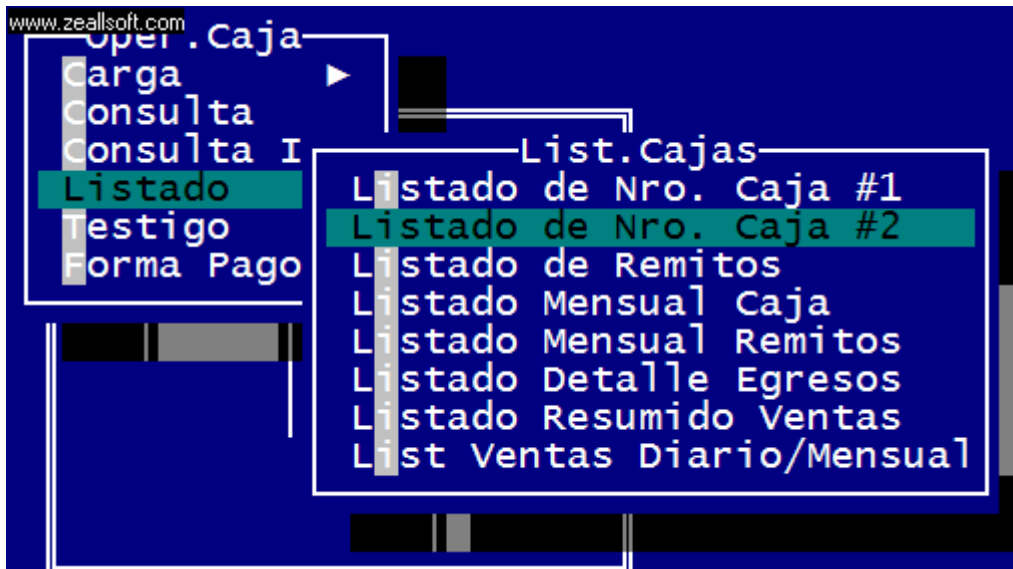 www.zeallsoft.com
Oper.Caja
Carga ►
Consulta
Consulta I
Listado
Testigo
Forma Pago
List.Cajas
Listado de Nro. Caja #1
Listado de Nro. Caja #2
Listado de Remitos
Listado Mensual Caja
Listado Mensual Remitos
Listado Detalle Egresos
Listado Resumido Ventas
List Ventas Diario/Mensual